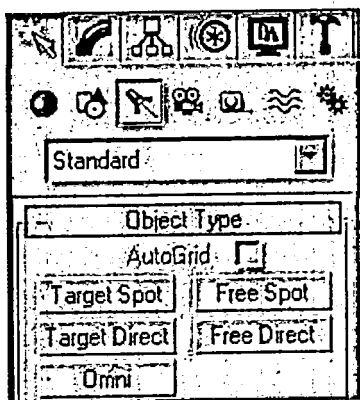 Standard
Object Type
AutoGrid
Target Spot Free Spot
Target Direct Free Direct
Omni